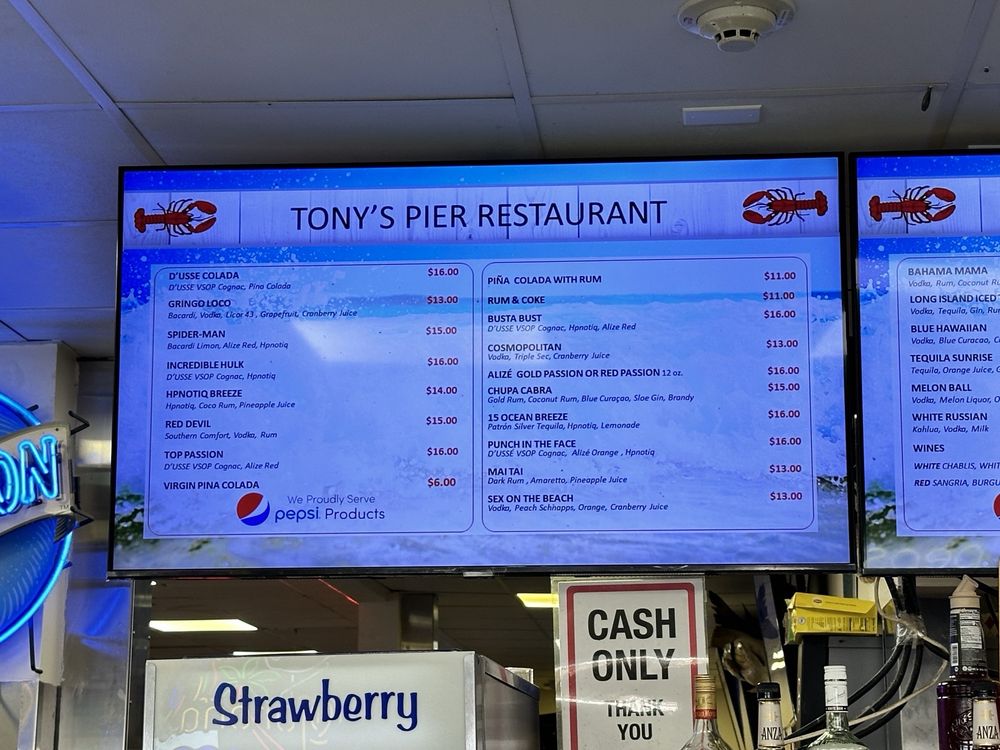 TONY'S PIER RESTAURANT
D'USSE COLADA $16.00
D'USSE VSOP Cognac, Pina Colada
GRINGO LOCO $13.00
Bacardi, Vodka, Licor 43 , Grapefruit, Cranberry Juice
SPIDER-MAN $15.00
Bacardi Limon, Alize Red, Hpnotiq
INCREDIBLE HULK $16.00
D'USSE VSOP Cognac, Hpnotiq
HPNOTIQ BREEZE $14.00
Hpnotiq, Coco Rum, Pineapple Juice
RED DEVIL $15.00
Southern Comfort, Vodka, Rum
TOP PASSION $16.00
D'USSE VSOP Cognac, Alize Red
VIRGIN PINA COLADA $6.00
We Proudly Serve
pepsi Products
PIÑA COLADA WITH RUM $11.00
RUM & COKE $11.00
BUSTA BUST $16.00
D'USSE VSOP Cognac, Hpnotiq, Alize Red
COSMOPOLITAN $13.00
Vodka, Triple Sec, Cranberry Juice
ALIZÉ GOLD PASSION OR RED PASSION 12 oz. $16.00
CHUPA CABRA $15.00
Gold Rum, Coconut Rum, Blue Curaçao, Sloe Gin, Brandy
15 OCEAN BREEZE $16.00
Patrón Silver Tequila, Hpnotiq, Lemonade
PUNCH IN THE FACE $16.00
D'USSE VSOP Cognac, Alizé Orange , Hpnotiq
MAI TAI $13.00
Dark Rum , Amaretto, Pineapple Juice
SEX ON THE BEACH $13.00
Vodka, Peach Schhapps, Orange, Cranberry Juice
BAHAMA MAMA
Vodka, Rum, Coconut Ru
LONG ISLAND ICED
Vodka, Tequila, Gin, Ru
BLUE HAWAIIAN
Vodka, Blue Curacao, C
TEQUILA SUNRISE
Tequila, Orange Juice, G
MELON BALL
Vodka, Melon Liquor, O
WHITE RUSSIAN
Kahlua, Vodka, Milk
WINES
WHITE CHABLIS, WHIT
RED SANGRIA, BURGU
ON
Strawberry
CASH
ONLY
THANK
YOU
ANZA
ANZA